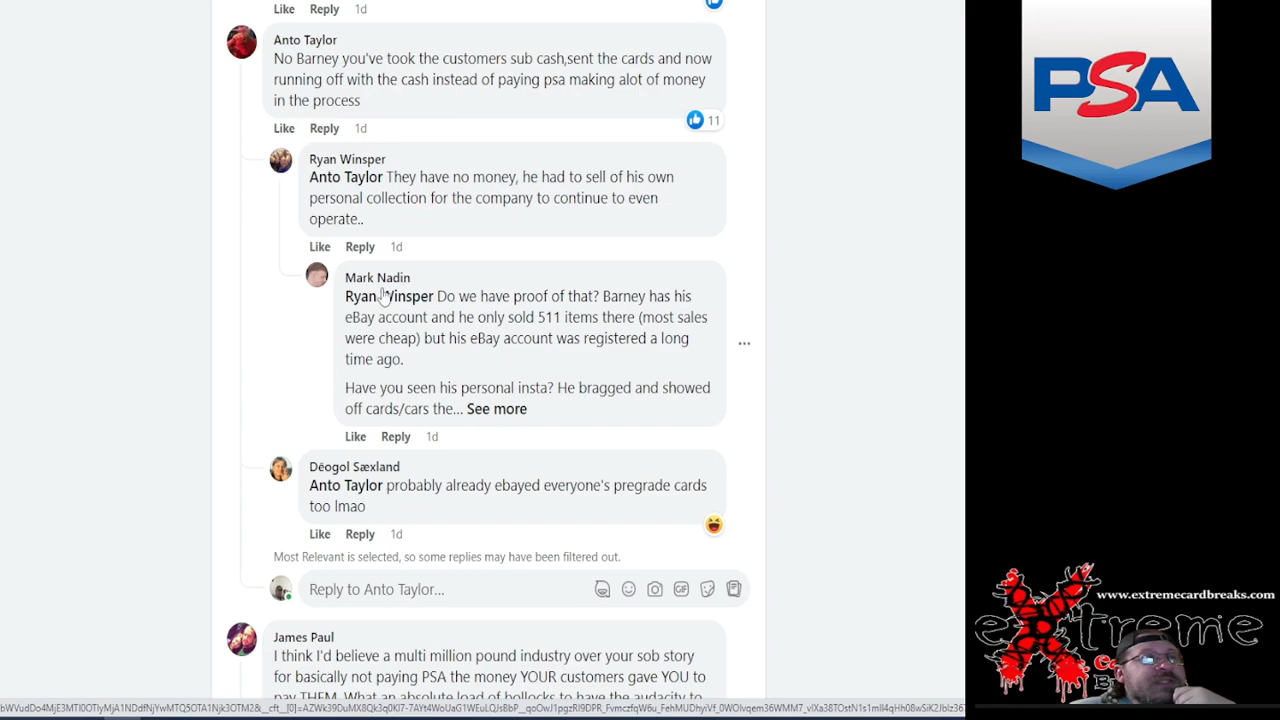 Like Reply 1d
PSA
Anto Taylor
No Barney you've took the customers sub cash,sent the cards and now
running off with the cash instead of paying psa making alot of money
in the process
11
Like Reply 1d
Ryan Winsper
Anto Taylor They have no money, he had to sell of his own
personal collection for the company to continue to even
operate..
Like Reply 1d
Mark Nadin
Ryan Winsper Do we have proof of that? Barney has his
eBay account and he only sold 511 items there (most sales
were cheap) but his eBay account was registered a long
time ago.
Have you seen his personal insta? He bragged and showed
off cards/cars the... See more
Like Reply 1d
Dēogol Sæxland
Anto Taylor probably already ebayed everyone's pregrade cards
too lmao
Like Reply 1d
Most Relevant is selected, so some replies may have been filtered out.
Reply to Anto Taylor...
GIF
James Paul
I think I'd believe a multi million pound industry over your sob story
for basically not paying PSA the money YOUR customers gave YOU to
pay THEM. What an absolute load of bollocks to have the audacity to
www.extremecardbreaks.com
extreme